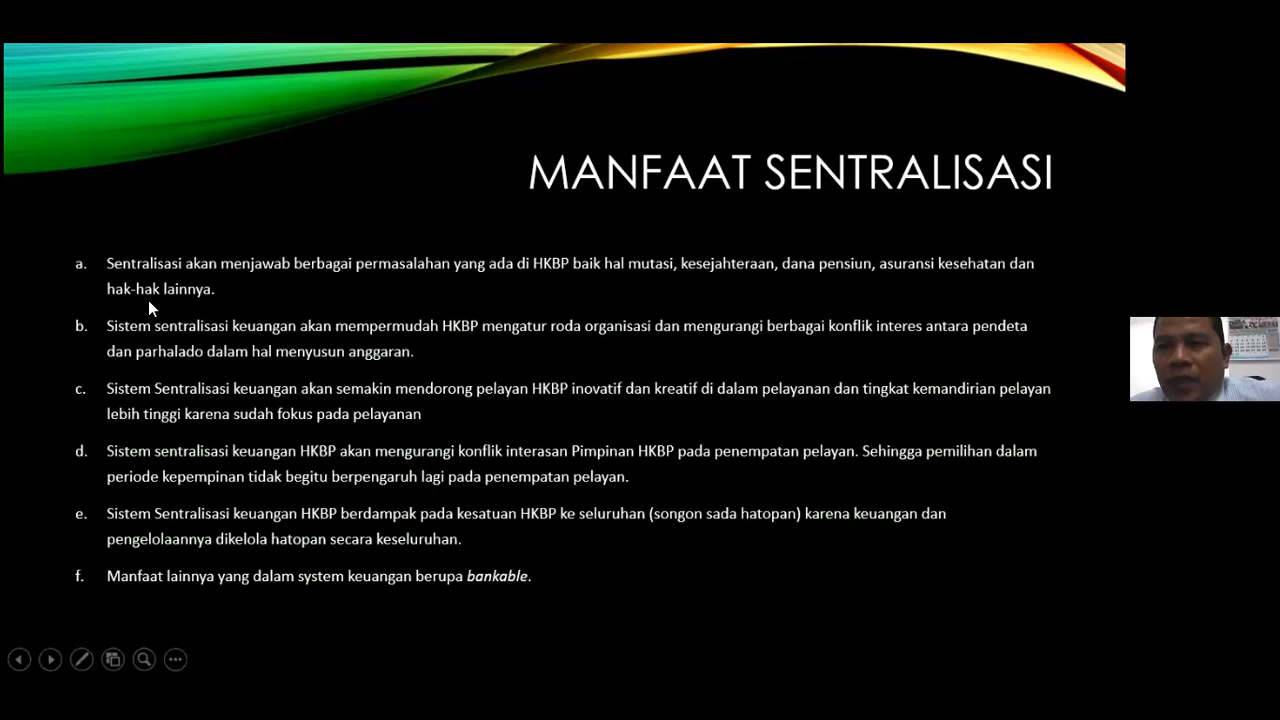 MANFAAT SENTRALISASI
a. Sentralisasi akan menjawab berbagai permasalahan yang ada di HKBP baik hal mutasi, kesejahteraan, dana pensiun, asuransi kesehatan dan
hak-hak lainnya.
b. Sistem sentralisasi keuangan akan mempermudah HKBP mengatur roda organisasi dan mengurangi berbagai konflik interes antara pendeta
dan parhalado dalam hal menyusun anggaran.
c. Sistem Sentralisasi keuangan akan semakin mendorong pelayan HKBP inovatif dan kreatif di dalam pelayanan dan tingkat kemandirian pelayan
lebih tinggi karena sudah fokus pada pelayanan
d. Sistem sentralisasi keuangan HKBP akan mengurangi konflik interasan Pimpinan HKBP pada penempatan pelayan. Sehingga pemilihan dalam
periode kepempinan tidak begitu berpengaruh lagi pada penempatan pelayan.
e. Sistem Sentralisasi keuangan HKBP berdampak pada kesatuan HKBP ke seluruhan (songon sada hatopan) karena keuangan dan
pengelolaannya dikelola hatopan secara keseluruhan.
f. Manfaat lainnya yang dalam system keuangan berupa bankable.